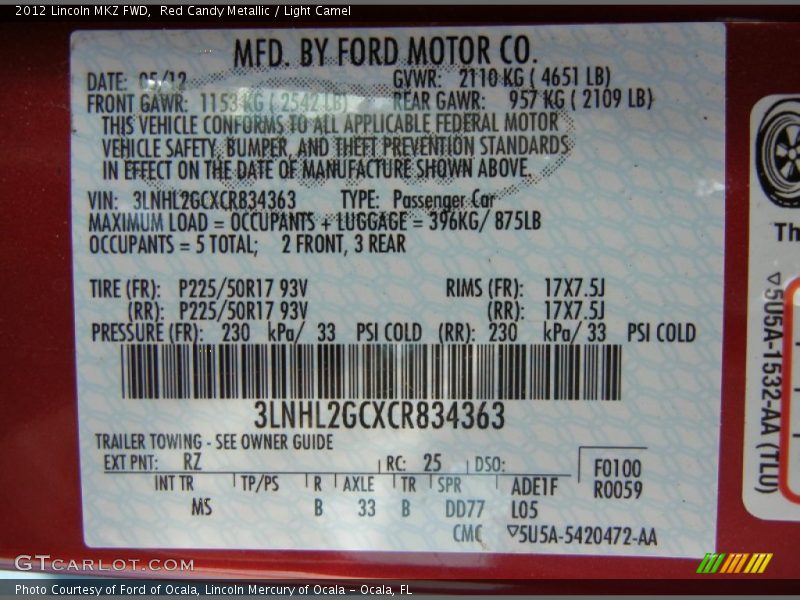 2012 Lincoln MKZ FWD,  Red Candy Metallic / Light Camel
MFD. BY FORD MOTOR CO.
DATE: 05/12 GVWR: 2110 KG ( 4651 LB)
FRONT GAWR: 1153 KG ( 2542 LB) REAR GAWR: 957 KG ( 2109 LB)
THIS VEHICLE CONFORMS TO ALL APPLICABLE FEDERAL MOTOR
VEHICLE SAFETY, BUMPER, AND THEFT PREVENTION STANDARDS
IN EFFECT ON THE DATE OF MANUFACTURE SHOWN ABOVE.
VIN: 3LNHL2GCXCR834363 TYPE: Passenger Car
MAXIMUM LOAD = OCCUPANTS + LUGGAGE = 396KG/ 875LB
OCCUPANTS = 5 TOTAL; 2 FRONT, 3 REAR
TIRE (FR): P225/50R17 93V RIMS (FR): 17X7.5J
(RR): P225/50R17 93V (RR): 17X7.5J
PRESSURE (FR): 230 kPa/ 33 PSI COLD (RR): 230 kPa/ 33 PSI COLD
3LNHL2GCXCR834363
TRAILER TOWING - SEE OWNER GUIDE
EXT PNT: RZ RC: 25 DSO: F0100
INT TR TP/PS R AXLE TR SPR ADE1F R0059
MS B 33 B DD77 L05
CMC ▽5U5A-5420472-AA
Th
▽5U5A-1532-AA (TLU)
GTCARLOT.COM
Photo Courtesy of Ford of Ocala, Lincoln Mercury of Ocala - Ocala, FL